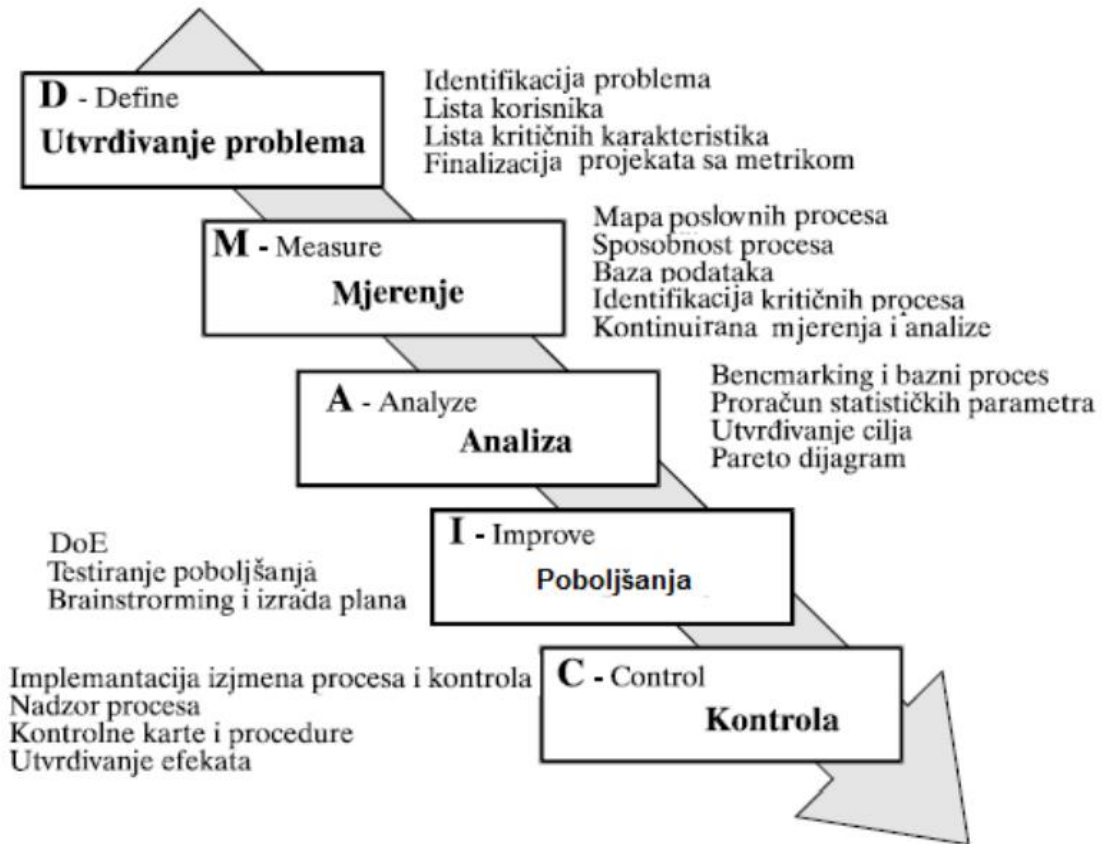 D - Define
Utvrđivanje problema
Identifikacija problema
Lista korisnika
Lista kritičnih karakteristika
Finalizacija projekata sa metrikom
M - Measure
Mjerenje
Mapa poslovnih procesa
Sposobnost procesa
Baza podataka
Identifikacija kritičnih procesa
Kontinuirana mjerenja i analize
A - Analyze
Analiza
Bencmarking i bazni proces
Proračun statističkih parametra
Utvrđivanje cilja
Pareto dijagram
I - Improve
Poboljšanja
DoE
Testiranje poboljšanja
Brainstrorming i izrada plana
C - Control
Kontrola
Implemantacija izjmena procesa i kontrola
Nadzor procesa
Kontrolne karte i procedure
Utvrđivanje efekata